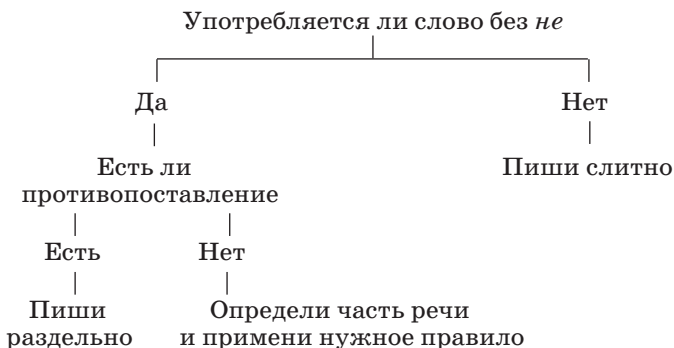 Употребляется ли слово без не
Да
Нет
Есть ли
противопоставление
Пиши слитно
Есть
Нет
Пиши
раздельно
Определи часть речи
и примени нужное правило